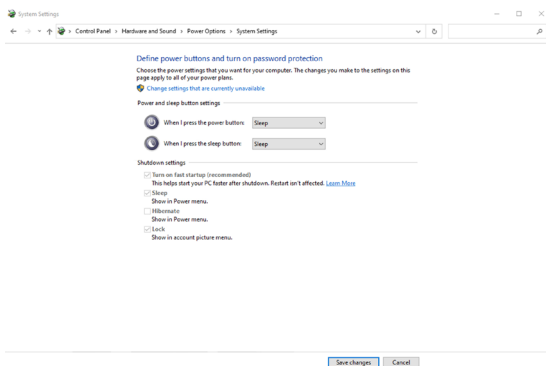 System Settings
Control Panel > Hardware and Sound > Power Options > System Settings
Define power buttons and turn on password protection
Choose the power settings that you want for your computer. The changes you make to the settings on this
page apply to all of your power plans.
Change settings that are currently unavailable
Power and sleep button settings
When I press the power button: Sleep
When I press the sleep button: Sleep
Shutdown settings
Turn on fast startup (recommended)
This helps start your PC faster after shutdown. Restart isn't affected. Learn More
Sleep
Show in Power menu.
Hibernate
Show in Power menu.
Lock
Show in account picture menu.
Save changes Cancel